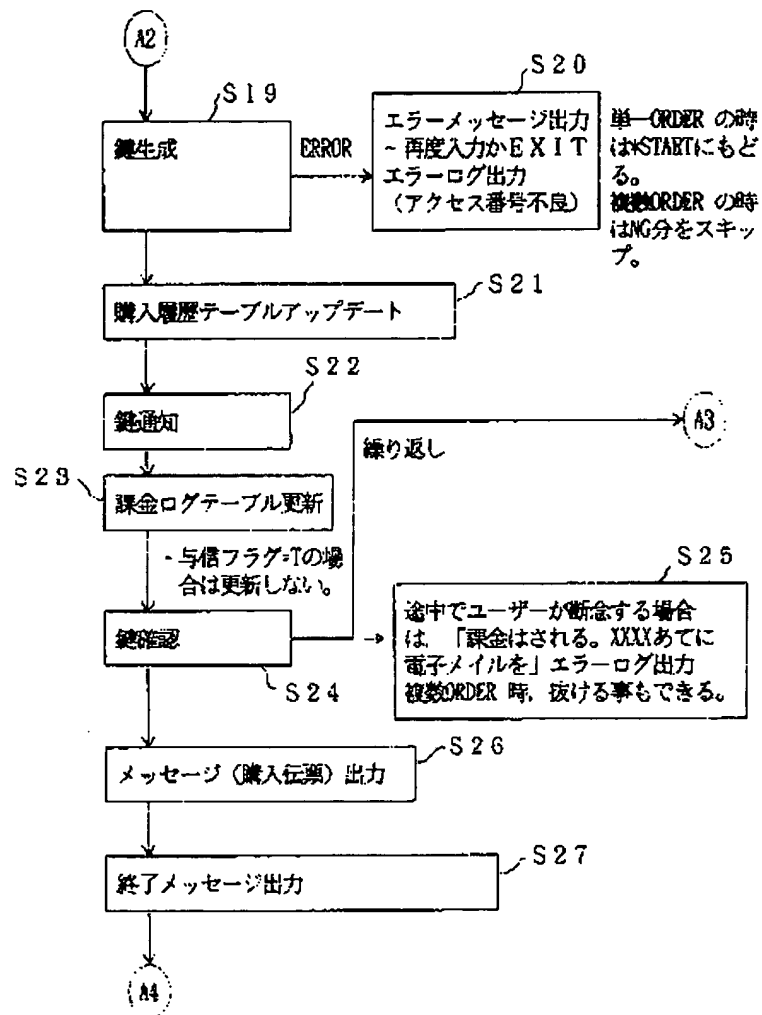 A2
S19
鍵生成
ERROR
S20
エラーメッセージ出力
~再度入力かEXIT
エラーログ出力
(アクセス番号不良)
単一ORDER の時
は*STARTにもど
る。
複数ORDER の時
はNG分をスキッ
プ。
S21
購入履歴テーブルアップデート
S22
鍵通知
繰り返し
A3
S23
課金ログテーブル更新
・与信フラグ=Tの場
合は更新しない。
S24
鍵確認
S25
途中でユーザーが断念する場合
は、「課金はされる。XXXXあてに
電子メイルを」エラーログ出力
複数ORDER 時, 抜ける事もできる。
S26
メッセージ(購入伝票)出力
S27
終了メッセージ出力
A4